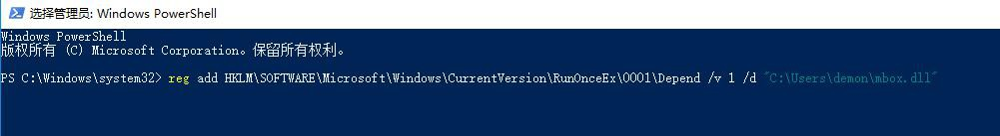 选择管理员: Windows PowerShell
Windows PowerShell
版权所有 (C) Microsoft Corporation。保留所有权利。
PS C:\Windows\system32> reg add HKLM\SOFTWARE\Microsoft\Windows\CurrentVersion\RunOnceEx\0001\Depend /v 1 /d "C:\Users\demon\mbox.dll"